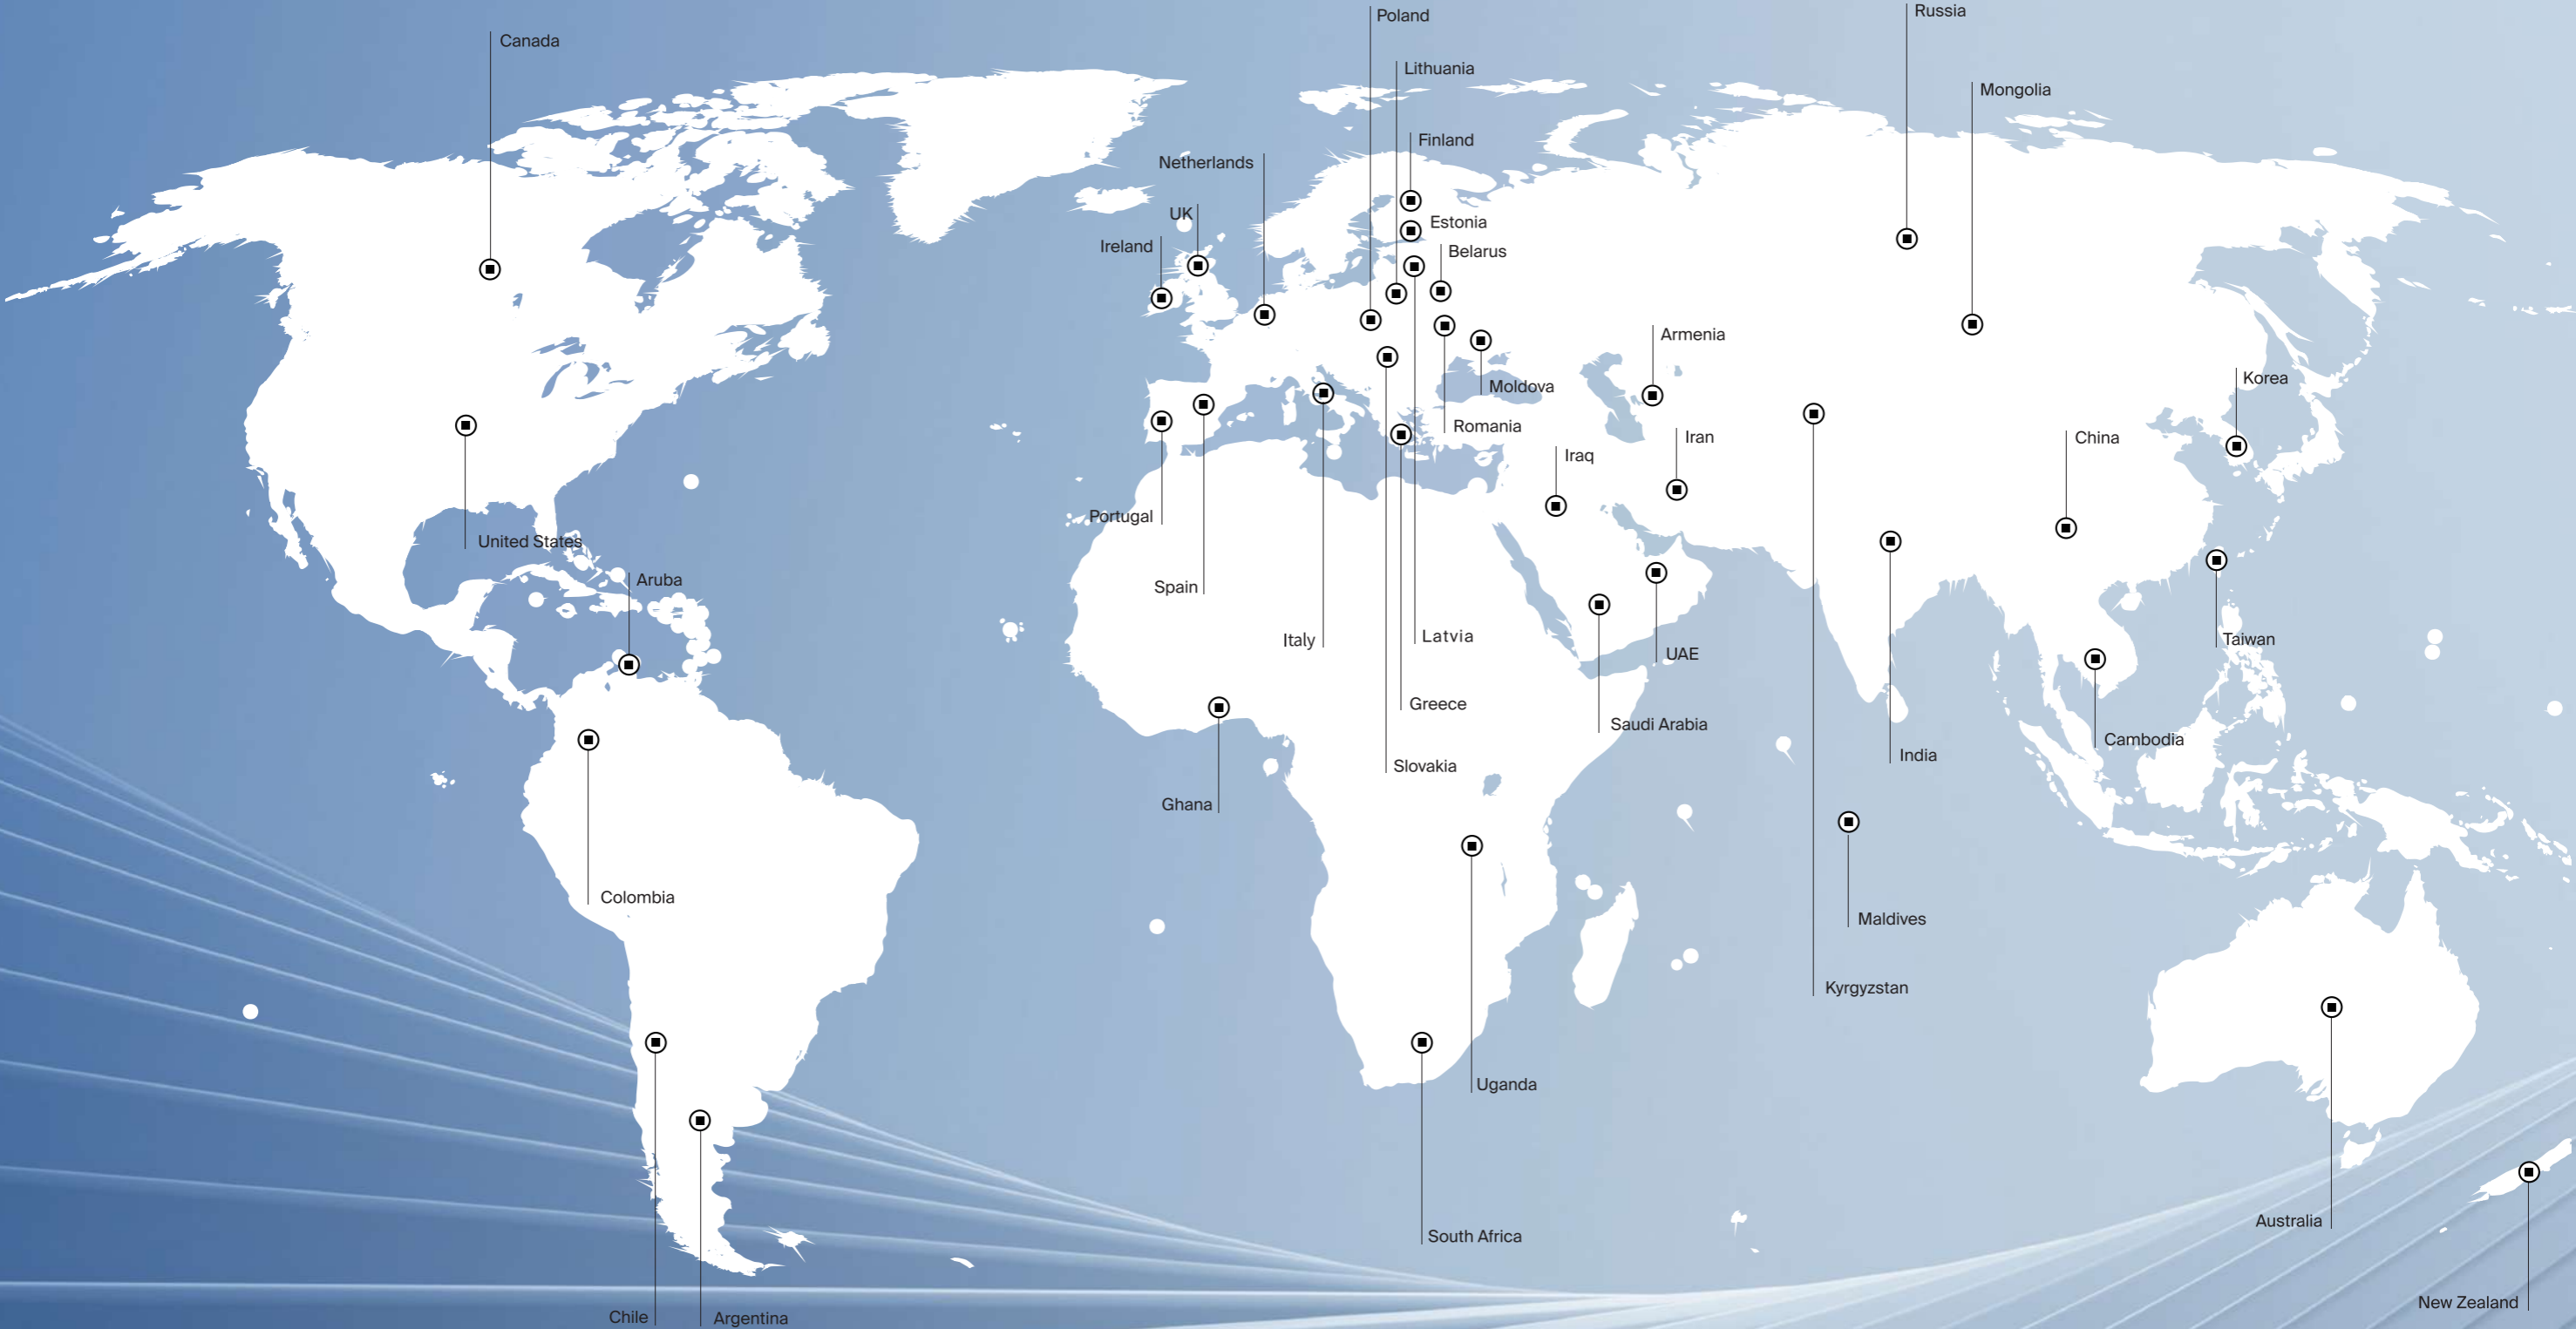 Russia
Poland
Canada
Lithuania
Mongolia
Finland
Netherlands
UK
Estonia
Ireland
Belarus
Armenia
Korea
Moldova
Romania
Iran
China
Iraq
Portugal
United States
Aruba
Spain
Latvia
Taiwan
Italy
UAE
Greece
Saudi Arabia
Cambodia
India
Slovakia
Ghana
Colombia
Maldives
Kyrgyzstan
Uganda
Australia
South Africa
New Zealand
Chile
Argentina